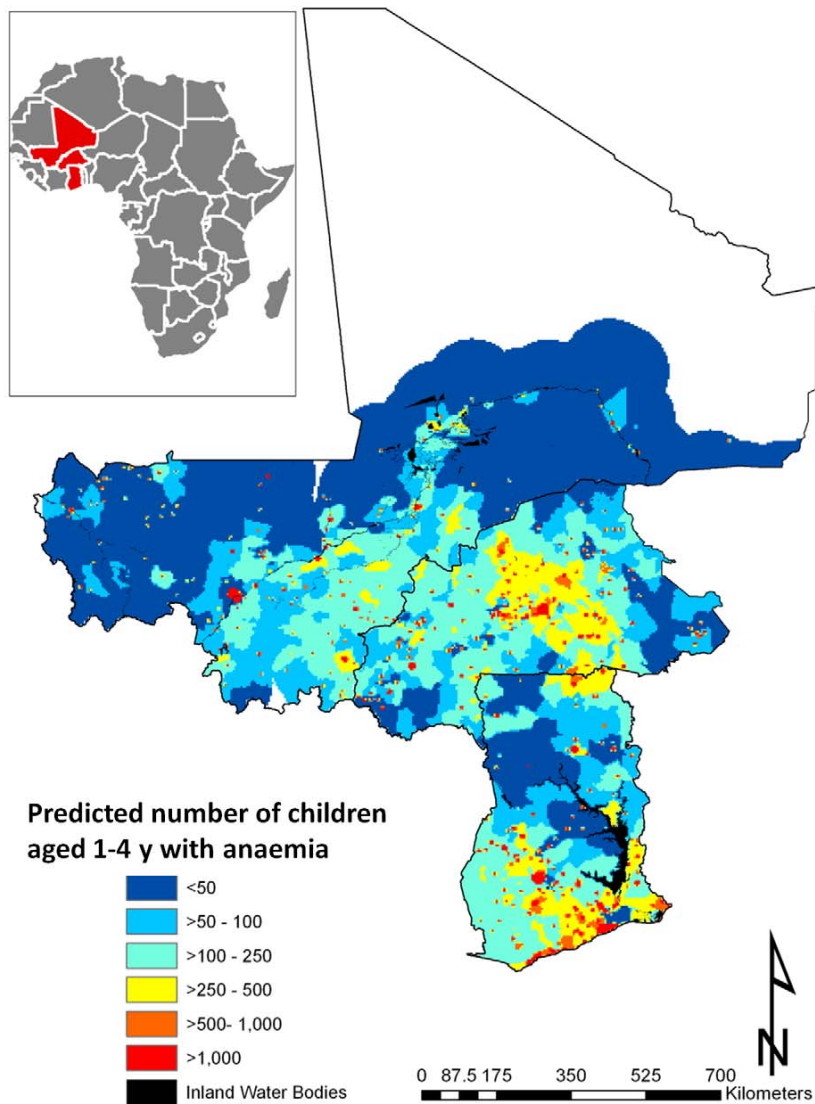 Predicted number of children
aged 1-4 y with anaemia
<50
>50 - 100
>100 - 250
>250 - 500
>500- 1,000
>1,000
Inland Water Bodies
N
0 87.5 175 350 525 700
Kilometers